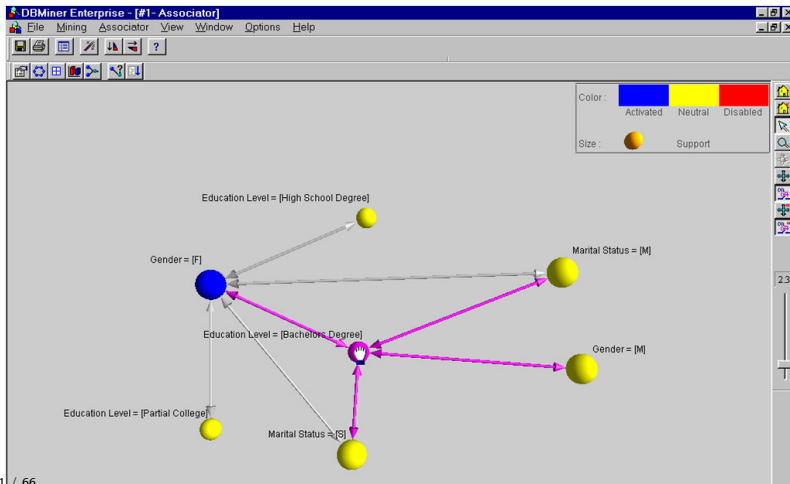 DBMiner Enterprise - [#1- Associator]
File Mining Associator View Window Options Help
Color :
Activated Neutral Disabled
Size : Support
Education Level = [High School Degree]
Gender = [F]
Marital Status = [M]
2.3
Education Level = [Bachelors Degree]
Gender = [M]
Education Level = [Partial College]
Marital Status = [S]
/ 66